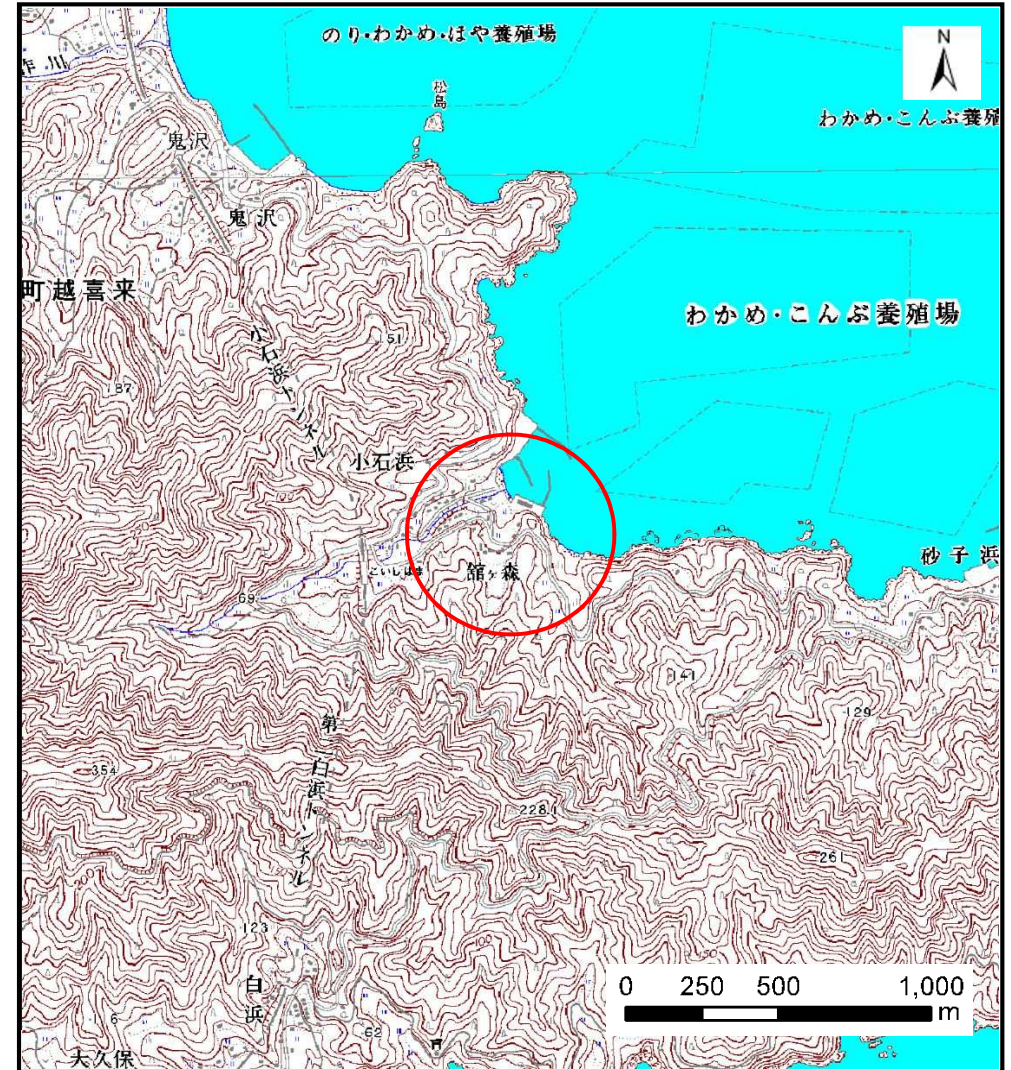 のり・わかめ・ほや養殖場
N
松島
わかめ・こんぶ養殖
鬼沢
鬼沢
町越喜来
わかめ・こんぶ養殖場
小石浜トンネル
151
187
小石浜
砂子浜
こいしはま
舘ヶ森
69
141
129
第二白浜トンネル
354
228.1
261
123
白浜
62
大久保
0 250 500 1,000
m